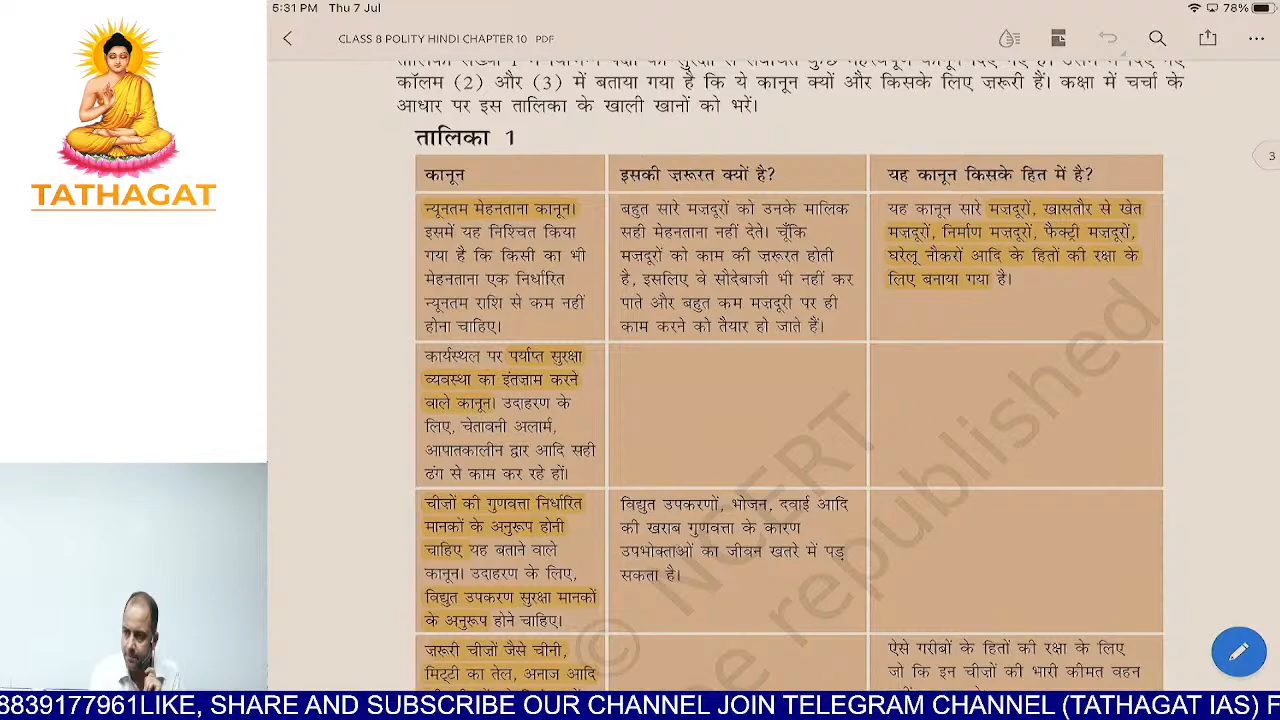 5:31 PM Thu 7 Jul
78%
CLASS 8 POLITY HINDI CHAPTER 10 PDF
कॉलम (2) और (3) में बताया गया है कि ये कानून क्यों और किसके लिए ज़रूरी हैं। कक्षा में चर्चा के
आधार पर इस तालिका के खाली खानों को भरें।
तालिका 1
3
कानून
इसकी ज़रूरत क्यों है?
यह कानून किसके हित में है?
न्यूनतम मेहनताना कानून।
इसमें यह निश्चित किया
गया है कि किसी का भी
मेहनताना एक निर्धारित
न्यूनतम राशि से कम नहीं
होना चाहिए।
बहुत सारे मज़दूरों को उनके मालिक
सही मेहनताना नहीं देते। चूँकि
मज़दूरों को काम की ज़रूरत होती
है, इसलिए वे सौदेबाजी भी नहीं कर
पाते और बहुत कम मज़दूरी पर ही
काम करने को तैयार हो जाते हैं।
यह कानून सारे मज़दूरों, खासतौर से खेत
मज़दूरों, निर्माण मज़दूरों, फैक्ट्री मज़दूरों,
घरेलू नौकरों आदि के हितों की रक्षा के
लिए बनाया गया है।
कार्यस्थल पर पर्याप्त सुरक्षा
व्यवस्था का इंतज़ाम करने
वाले कानून। उदाहरण के
लिए, चेतावनी अलार्म,
आपातकालीन द्वार आदि सही
ढंग से काम कर रहे हों।
चीज़ों की गुणवत्ता निर्धारित
मानकों के अनुरूप होनी
चाहिए यह बताने वाले
कानून। उदाहरण के लिए,
विद्युत उपकरण सुरक्षा मानकों
के अनुरूप होने चाहिए।
विद्युत उपकरणों, भोजन, दवाई आदि
की खराब गुणवत्ता के कारण
उपभोक्ताओं का जीवन खतरे में पड़
सकता है।
ज़रूरी चीज़ों जैसे चीनी,
मिट्टी का तेल, अनाज आदि
ऐसे गरीबों के हितों की रक्षा के लिए
जो कि इन चीज़ों की भारी कीमत वहन
© NCERT
republished
TATHAGAT
8839177961LIKE, SHARE AND SUBSCRIBE OUR CHANNEL JOIN TELEGRAM CHANNEL (TATHAGAT IAS) F